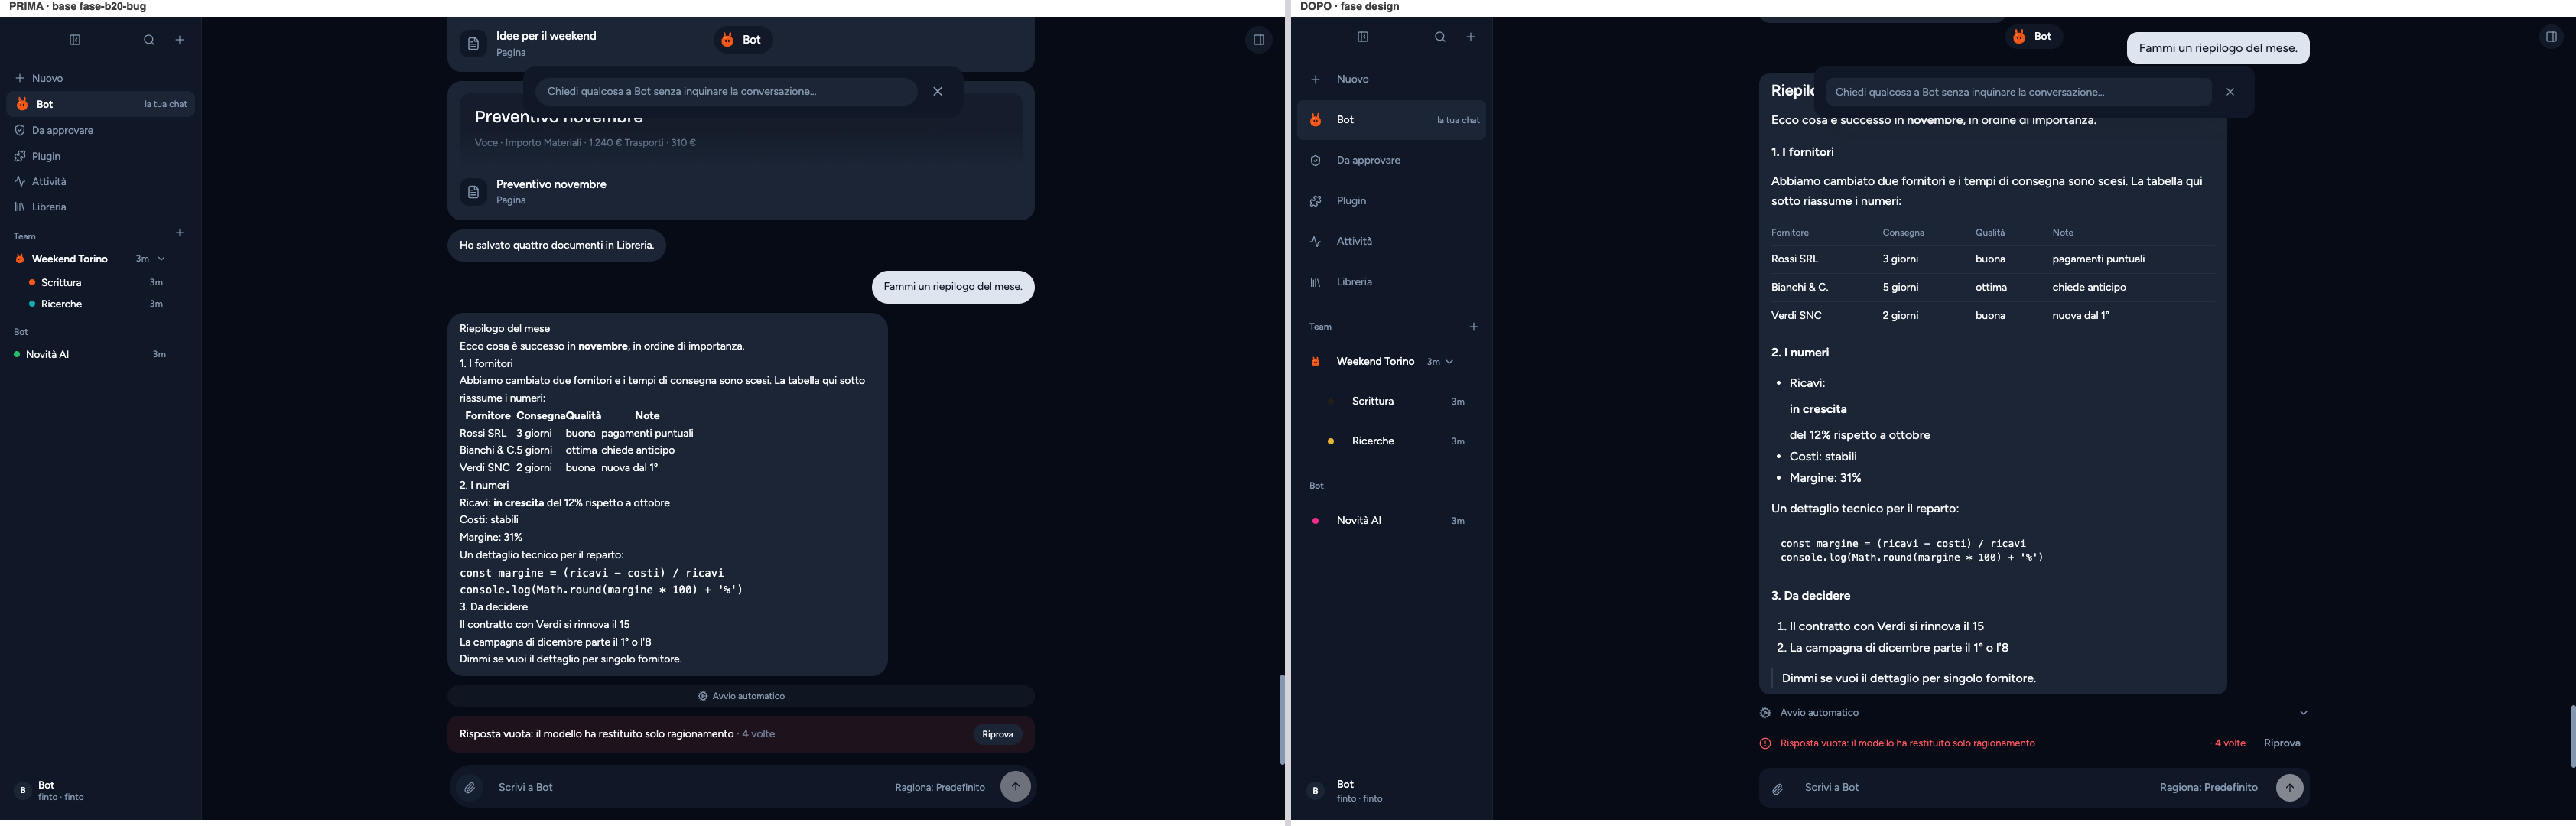 PRIMA · base fase-b20-bug
Nuovo
Bot la tua chat
Da approvare
Plugin
Attività
Libreria
Team
Weekend Torino 3m
Scrittura 3m
Ricerche 3m
Bot
Novità AI 3m
B
Bot
finto · finto
Idee per il weekend
Pagina
Bot
Chiedi qualcosa a Bot senza inquinare la conversazione...
Preventivo novembre
Voce · Importo Materiali · 1.240 € Trasporti · 310 €
Preventivo novembre
Pagina
Ho salvato quattro documenti in Libreria.
Fammi un riepilogo del mese.
Riepilogo del mese
Ecco cosa è successo in novembre, in ordine di importanza.
1. I fornitori
Abbiamo cambiato due fornitori e i tempi di consegna sono scesi. La tabella qui sotto
riassume i numeri:
Fornitore Consegna Qualità Note
Rossi SRL 3 giorni buona pagamenti puntuali
Bianchi & C. 5 giorni ottima chiede anticipo
Verdi SNC 2 giorni buona nuova dal 1°
2. I numeri
Ricavi: in crescita del 12% rispetto a ottobre
Costi: stabili
Margine: 31%
Un dettaglio tecnico per il reparto:
const margine = (ricavi − costi) / ricavi
console.log(Math.round(margine * 100) + '%')
3. Da decidere
Il contratto con Verdi si rinnova il 15
La campagna di dicembre parte il 1° o l'8
Dimmi se vuoi il dettaglio per singolo fornitore.
Avvio automatico
Risposta vuota: il modello ha restituito solo ragionamento · 4 volte Riprova
Scrivi a Bot Ragiona: Predefinito
DOPO · fase design
Nuovo
Bot la tua chat
Da approvare
Plugin
Attività
Libreria
Team
Weekend Torino 3m
Scrittura 3m
Ricerche 3m
Bot
Novità AI 3m
B
Bot
finto · finto
Bot
Fammi un riepilogo del mese.
Riepilo
Chiedi qualcosa a Bot senza inquinare la conversazione...
Ecco cosa è successo in novembre, in ordine di importanza.
1. I fornitori
Abbiamo cambiato due fornitori e i tempi di consegna sono scesi. La tabella qui
sotto riassume i numeri:
Fornitore Consegna Qualità Note
Rossi SRL 3 giorni buona pagamenti puntuali
Bianchi & C. 5 giorni ottima chiede anticipo
Verdi SNC 2 giorni buona nuova dal 1°
2. I numeri
• Ricavi:
in crescita
del 12% rispetto a ottobre
• Costi: stabili
• Margine: 31%
Un dettaglio tecnico per il reparto:
const margine = (ricavi − costi) / ricavi
console.log(Math.round(margine * 100) + '%')
3. Da decidere
1. Il contratto con Verdi si rinnova il 15
2. La campagna di dicembre parte il 1° o l'8
Dimmi se vuoi il dettaglio per singolo fornitore.
Avvio automatico
Risposta vuota: il modello ha restituito solo ragionamento · 4 volte Riprova
Scrivi a Bot Ragiona: Predefinito